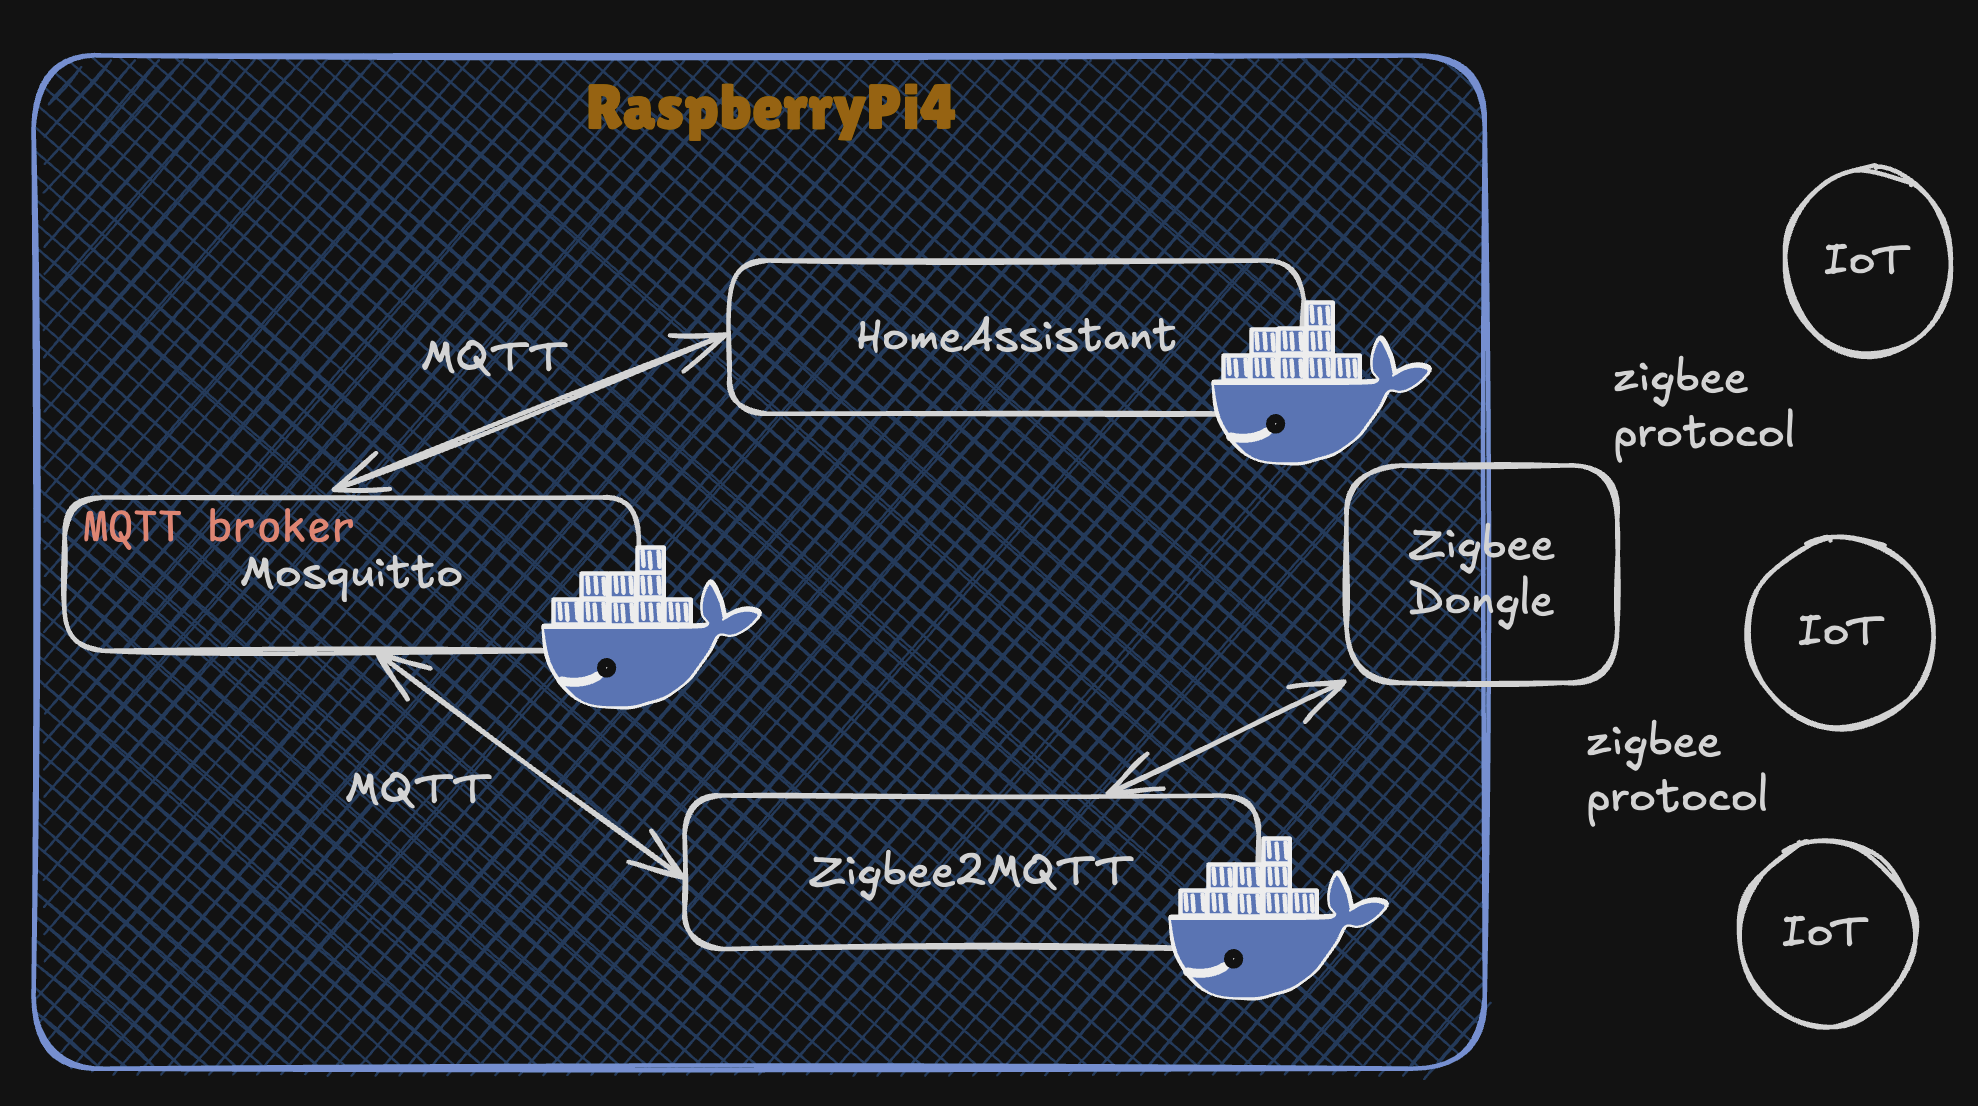 RaspberryPi4
IoT
MQTT
HomeAssistant
zigbee
protocol
MQTT broker
Mosquitto
Zigbee
Dongle
IoT
zigbee
protocol
MQTT
Zigbee2MQTT
IoT